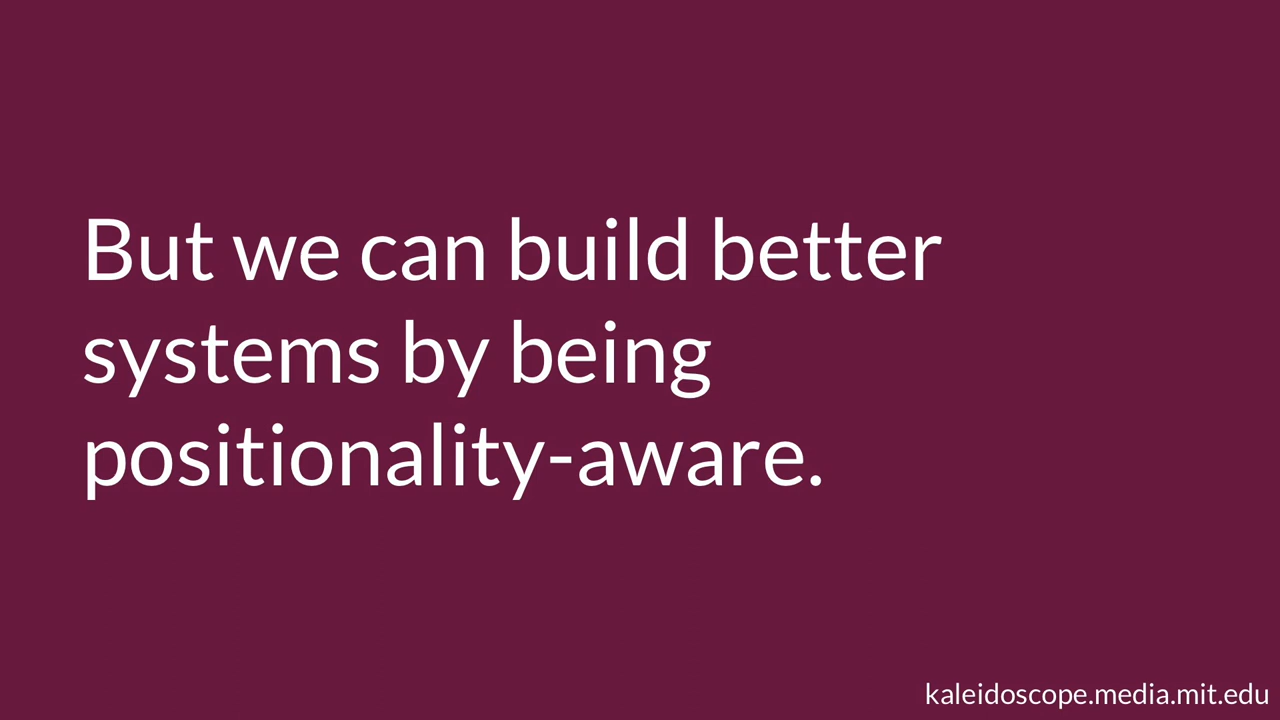 But we can build better
systems by being
positionality-aware.
kaleidoscope.media.mit.edu